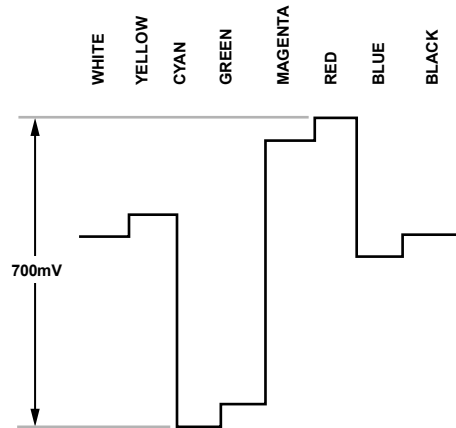 WHITE
YELLOW
CYAN
GREEN
MAGENTA
RED
BLUE
BLACK
700mV